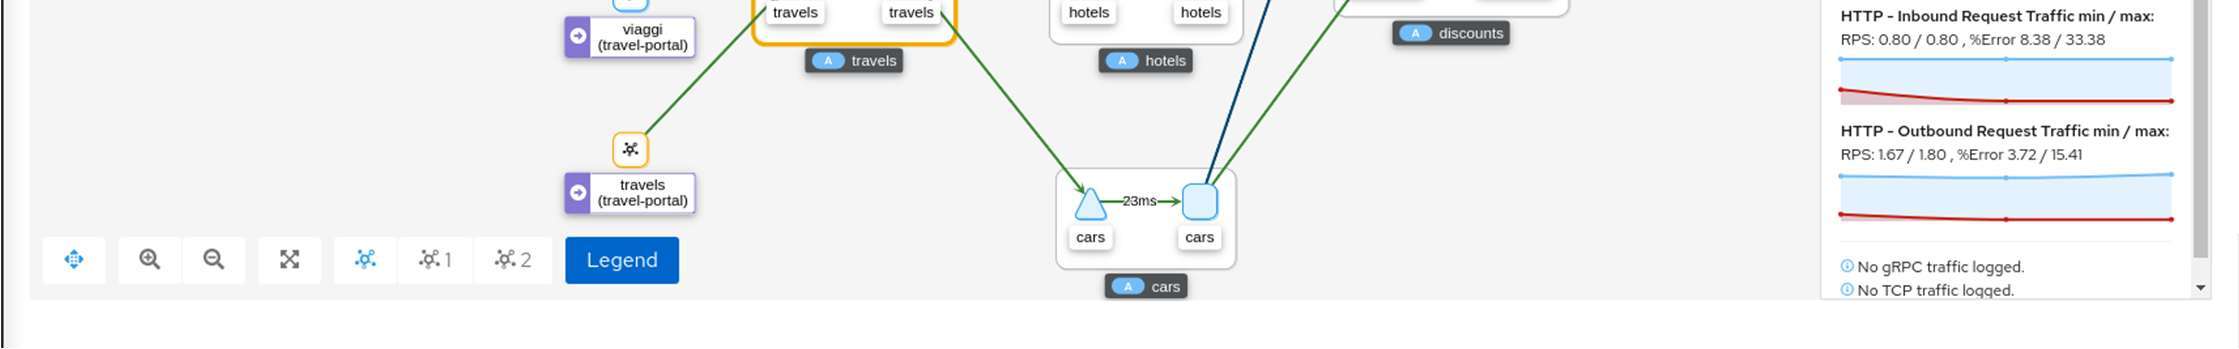 travels
travels
hotels
hotels
viaggi
(travel-portal)
A travels
A hotels
A discounts
travels
(travel-portal)
23ms
cars
cars
A cars
1
2
Legend
HTTP - Inbound Request Traffic min / max:
RPS: 0.80 / 0.80 , %Error 8.38 / 33.38
HTTP - Outbound Request Traffic min / max:
RPS: 1.67 / 1.80 , %Error 3.72 / 15.41
No gRPC traffic logged.
No TCP traffic logged.